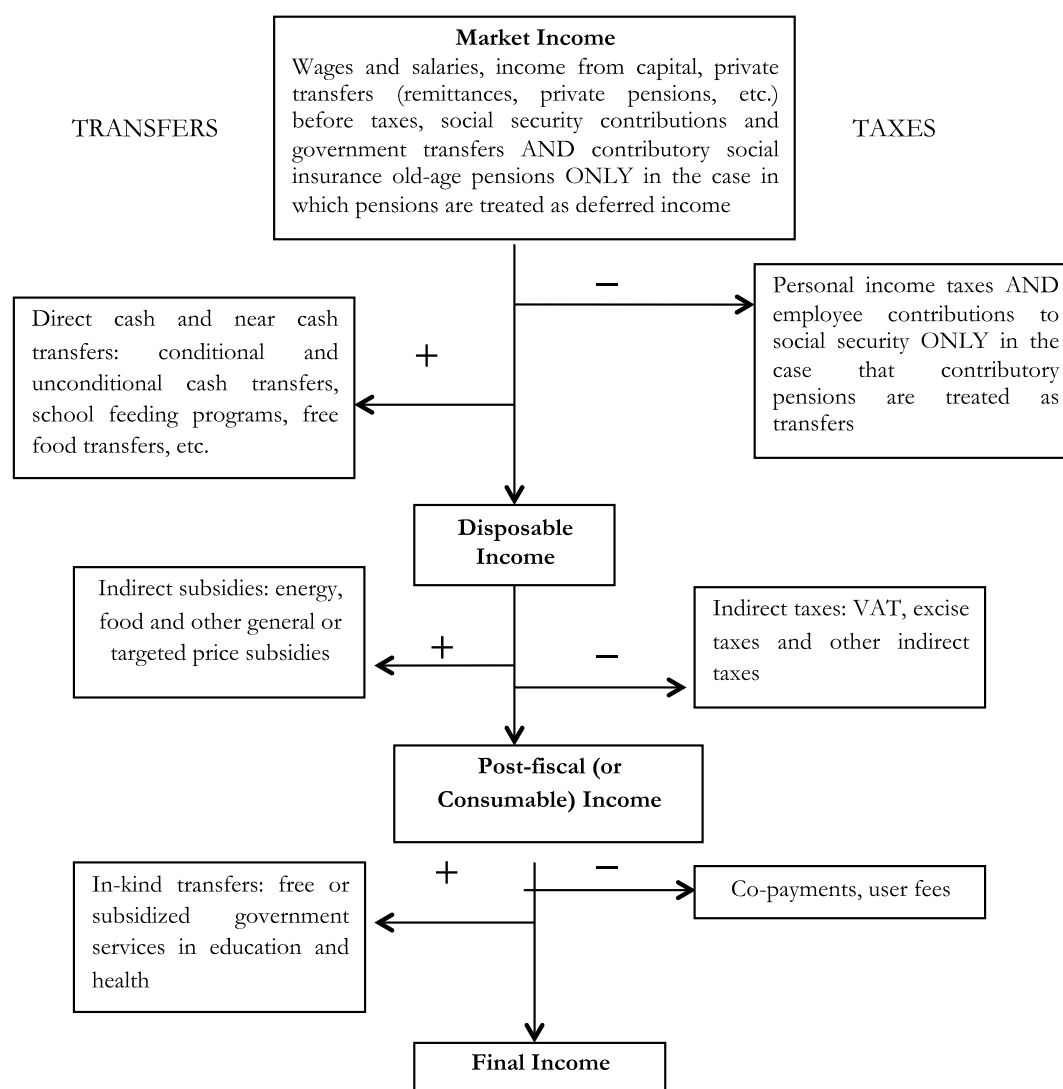 Market Income
Wages and salaries, income from capital, private
transfers (remittances, private pensions, etc.)
before taxes, social security contributions and
government transfers AND contributory social
insurance old-age pensions ONLY in the case in
which pensions are treated as deferred income
TRANSFERS
TAXES
−
Personal income taxes AND
employee contributions to
social security ONLY in the
case that contributory
pensions are treated as
transfers
Direct cash and near cash
transfers: conditional and
unconditional cash transfers,
school feeding programs, free
food transfers, etc.
+
Disposable
Income
Indirect subsidies: energy,
food and other general or
targeted price subsidies
+
−
Indirect taxes: VAT, excise
taxes and other indirect
taxes
Post-fiscal (or
Consumable) Income
+
−
In-kind transfers: free or
subsidized government
services in education and
health
Co-payments, user fees
Final Income